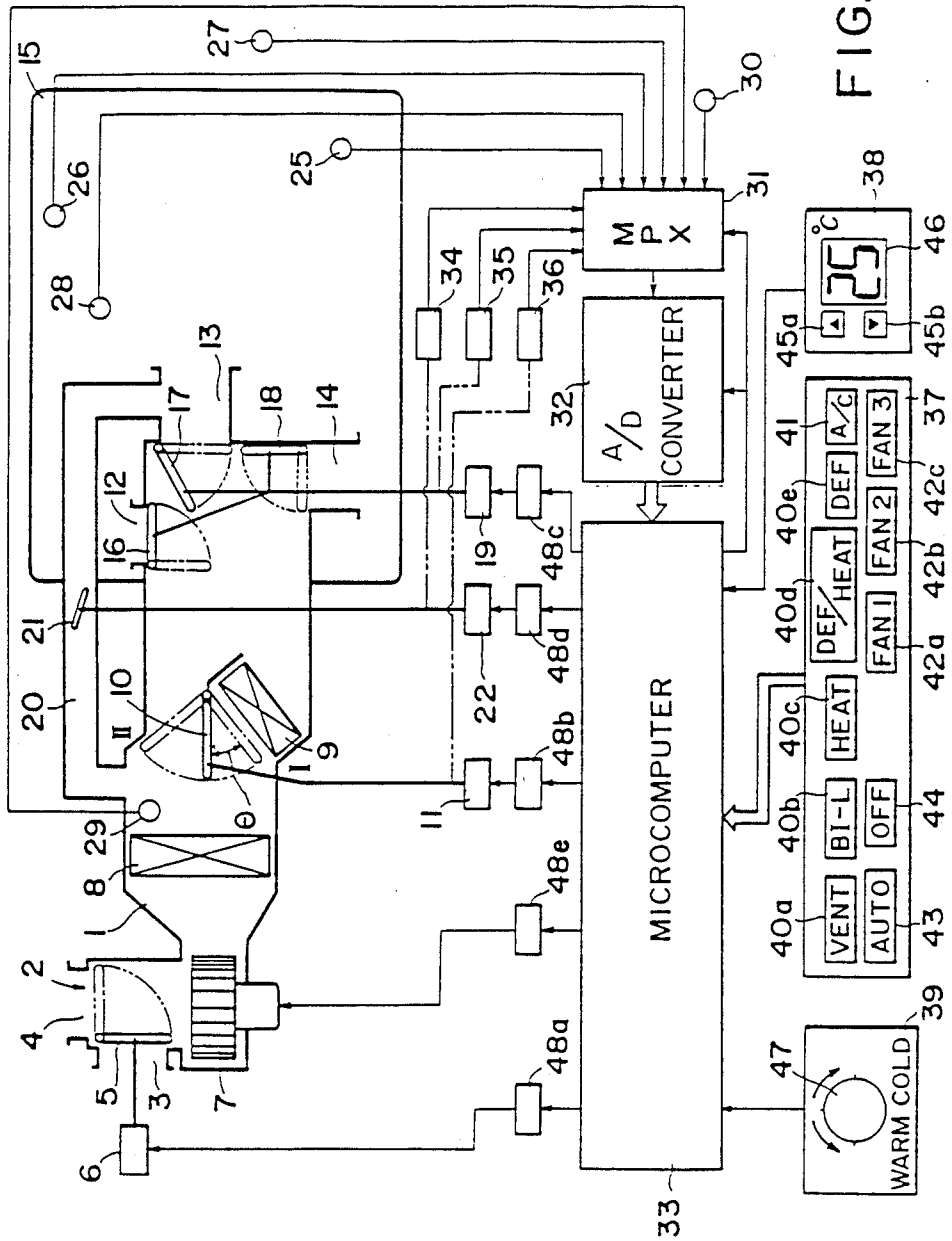 15
4
2
20
21
26
27
28
12
II
5
29
10
16
17
13
6
3
1
8
18
7
θ
I
9
14
25
30
11
22
19
34
35
36
31
48a
48e
48b
48d
48c
MPX
32
A/D
CONVERTER
33
MICROCOMPUTER
47
40a
40b
40c
40d
40e
41
45a
WARM COLD
39
VENT
BI-L
HEAT
DEF/
HEAT
DEF
A/C
25
°C
38
AUTO
OFF
FAN 1
FAN 2
FAN 3
43
44
42a
42b
42c
37
45b
46
FIG.